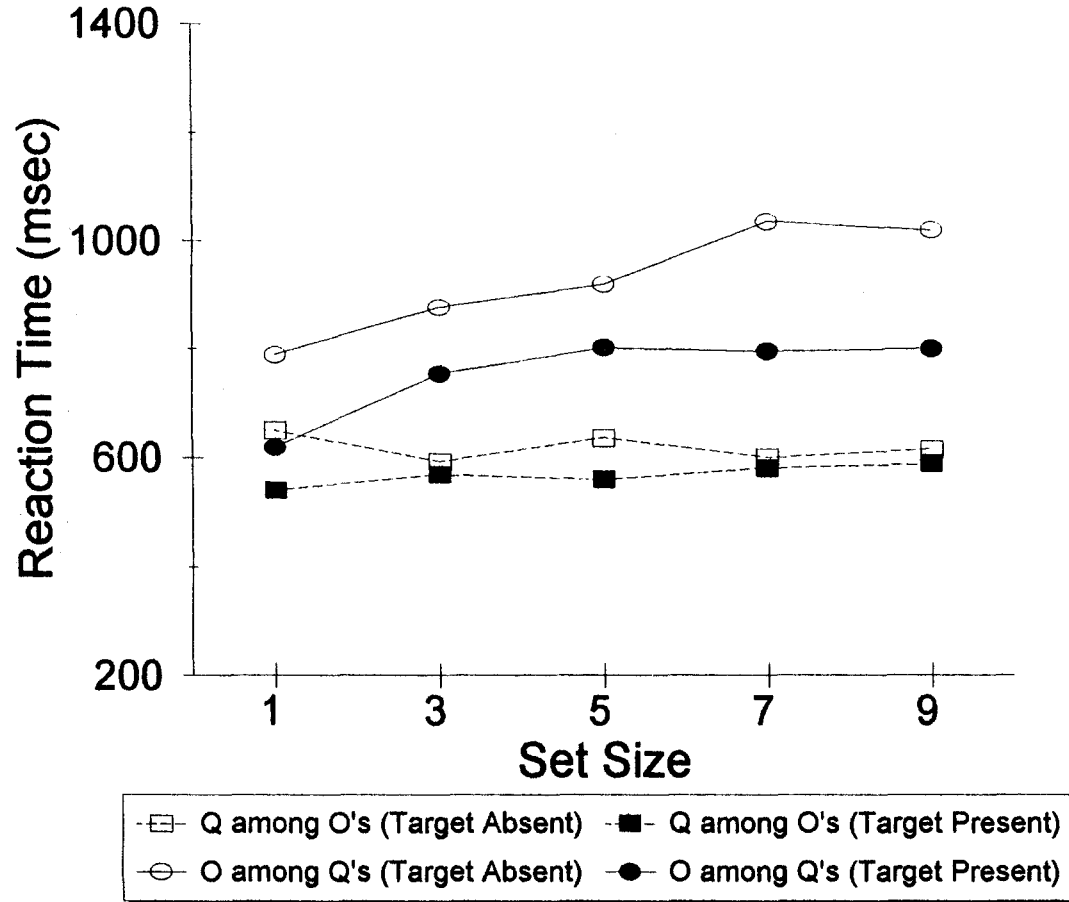 1400
1000
600
200
Reaction Time (msec)
1 3 5 7 9
Set Size
Q among O's (Target Absent) Q among O's (Target Present)
O among Q's (Target Absent) O among Q's (Target Present)